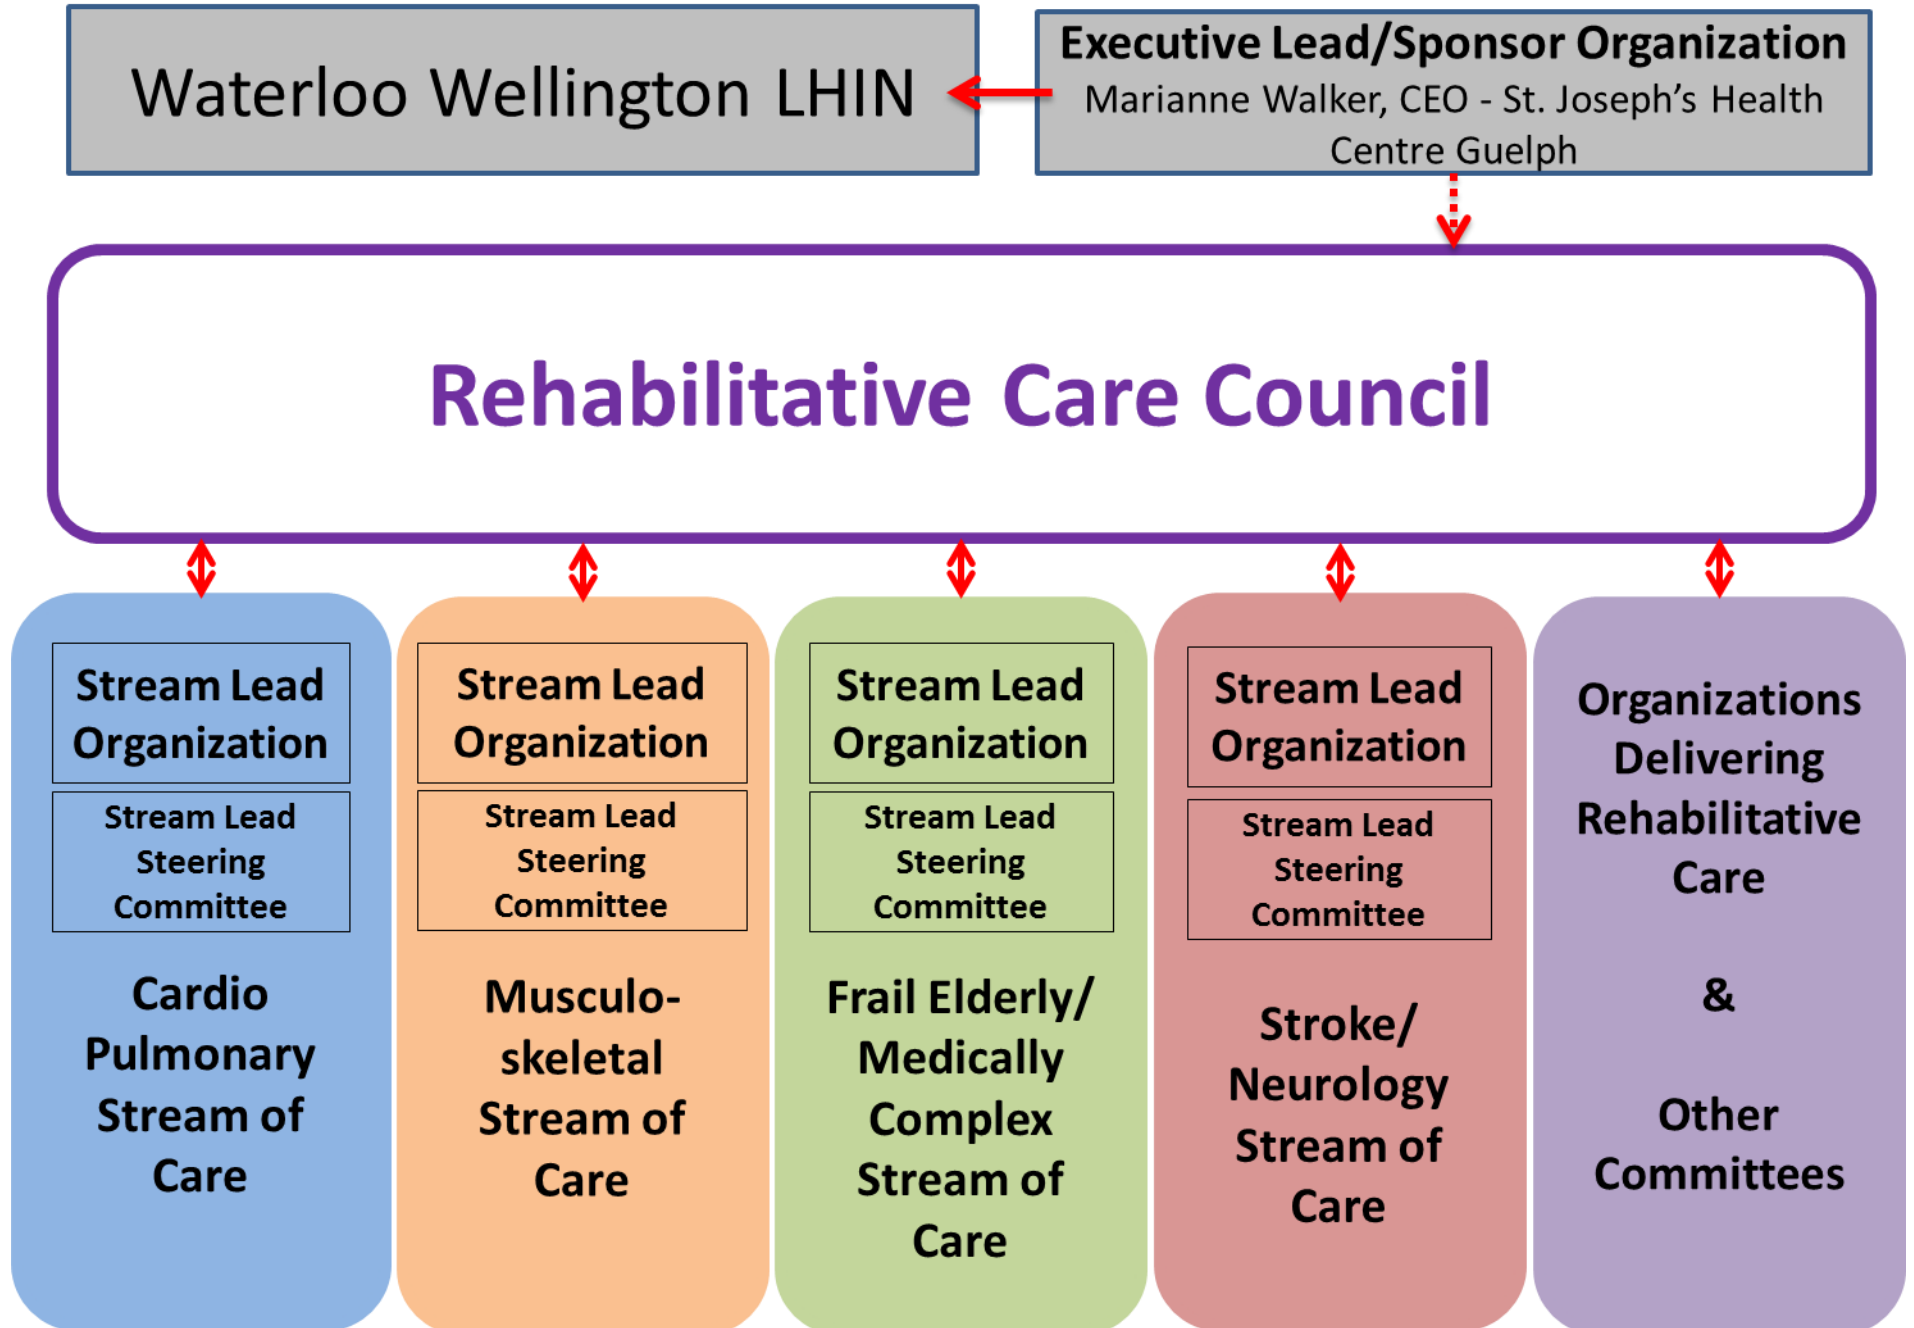 Waterloo Wellington LHIN
Executive Lead/Sponsor Organization
Marianne Walker, CEO - St. Joseph's Health
Centre Guelph
Rehabilitative Care Council
Stream Lead
Organization
Stream Lead
Steering
Committee
Cardio
Pulmonary
Stream of
Care
Stream Lead
Organization
Stream Lead
Steering
Committee
Musculo-
skeletal
Stream of
Care
Stream Lead
Organization
Stream Lead
Steering
Committee
Frail Elderly/
Medically
Complex
Stream of
Care
Stream Lead
Organization
Stream Lead
Steering
Committee
Stroke/
Neurology
Stream of
Care
Organizations
Delivering
Rehabilitative
Care
&
Other
Committees